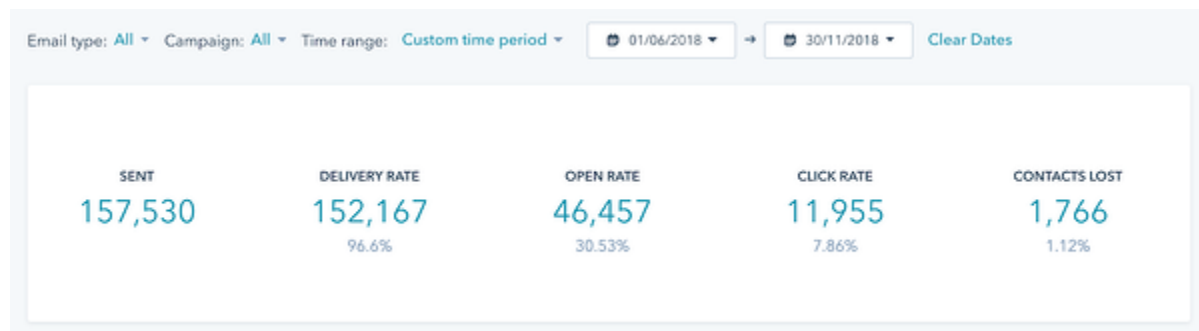 Email type: All Campaign: All Time range: Custom time period 01/06/2018 → 30/11/2018 Clear Dates
SENT DELIVERY RATE OPEN RATE CLICK RATE CONTACTS LOST
157,530 152,167 46,457 11,955 1,766
96.6% 30.53% 7.86% 1.12%